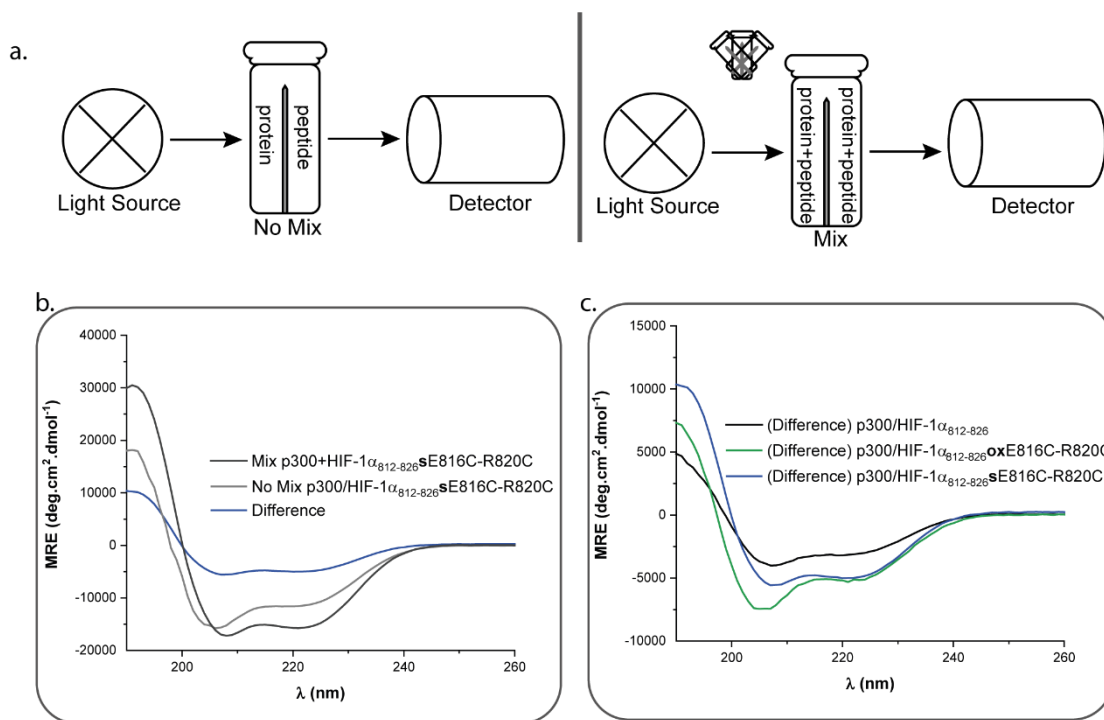 a.
protein
peptide
Light Source
No Mix
Detector
protein+peptide
protein+peptide
Light Source
Mix
Detector
b.
MRE (deg.cm².dmol⁻¹)
40000
30000
20000
10000
0
-10000
-20000
Mix p300+HIF-1α₈₁₂₋₈₂₆sE816C-R820C
No Mix p300/HIF-1α₈₁₂₋₈₂₆sE816C-R820C
Difference
200
220
240
260
λ (nm)
c.
MRE (deg.cm².dmol⁻¹)
15000
10000
5000
0
-5000
-10000
(Difference) p300/HIF-1α₈₁₂₋₈₂₆
(Difference) p300/HIF-1α₈₁₂₋₈₂₆oxE816C-R820C
(Difference) p300/HIF-1α₈₁₂₋₈₂₆sE816C-R820C
200
220
240
260
λ (nm)